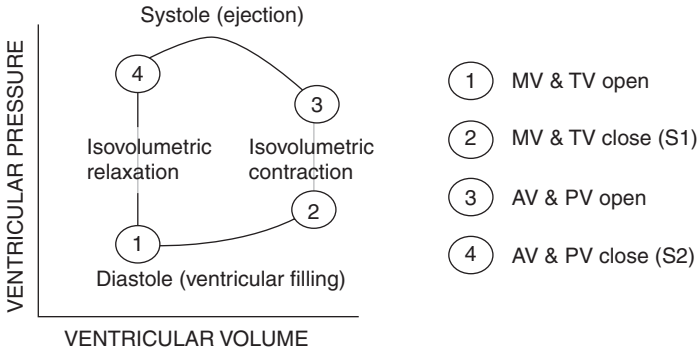 Systole (ejection)
VENTRICULAR PRESSURE
4
3
Isovolumetric
relaxation
Isovolumetric
contraction
2
1
Diastole (ventricular filling)
VENTRICULAR VOLUME
1 MV & TV open
2 MV & TV close (S1)
3 AV & PV open
4 AV & PV close (S2)